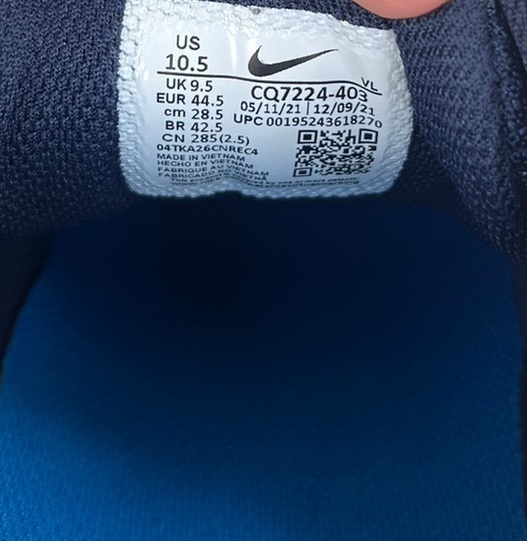 US
10.5
VL
UK 9.5
EUR 44.5
cm 28.5
BR 42.5
CN 285(2.5)
CQ7224-403
05/11/21 | 12/09/21
UPC 00195243618270
04TKA26CNREC4
MADE IN VIETNAM
HECHO EN VIETNAM
FABRIQUE AU VIETNAM
FABRICADO NO VIETNÃ